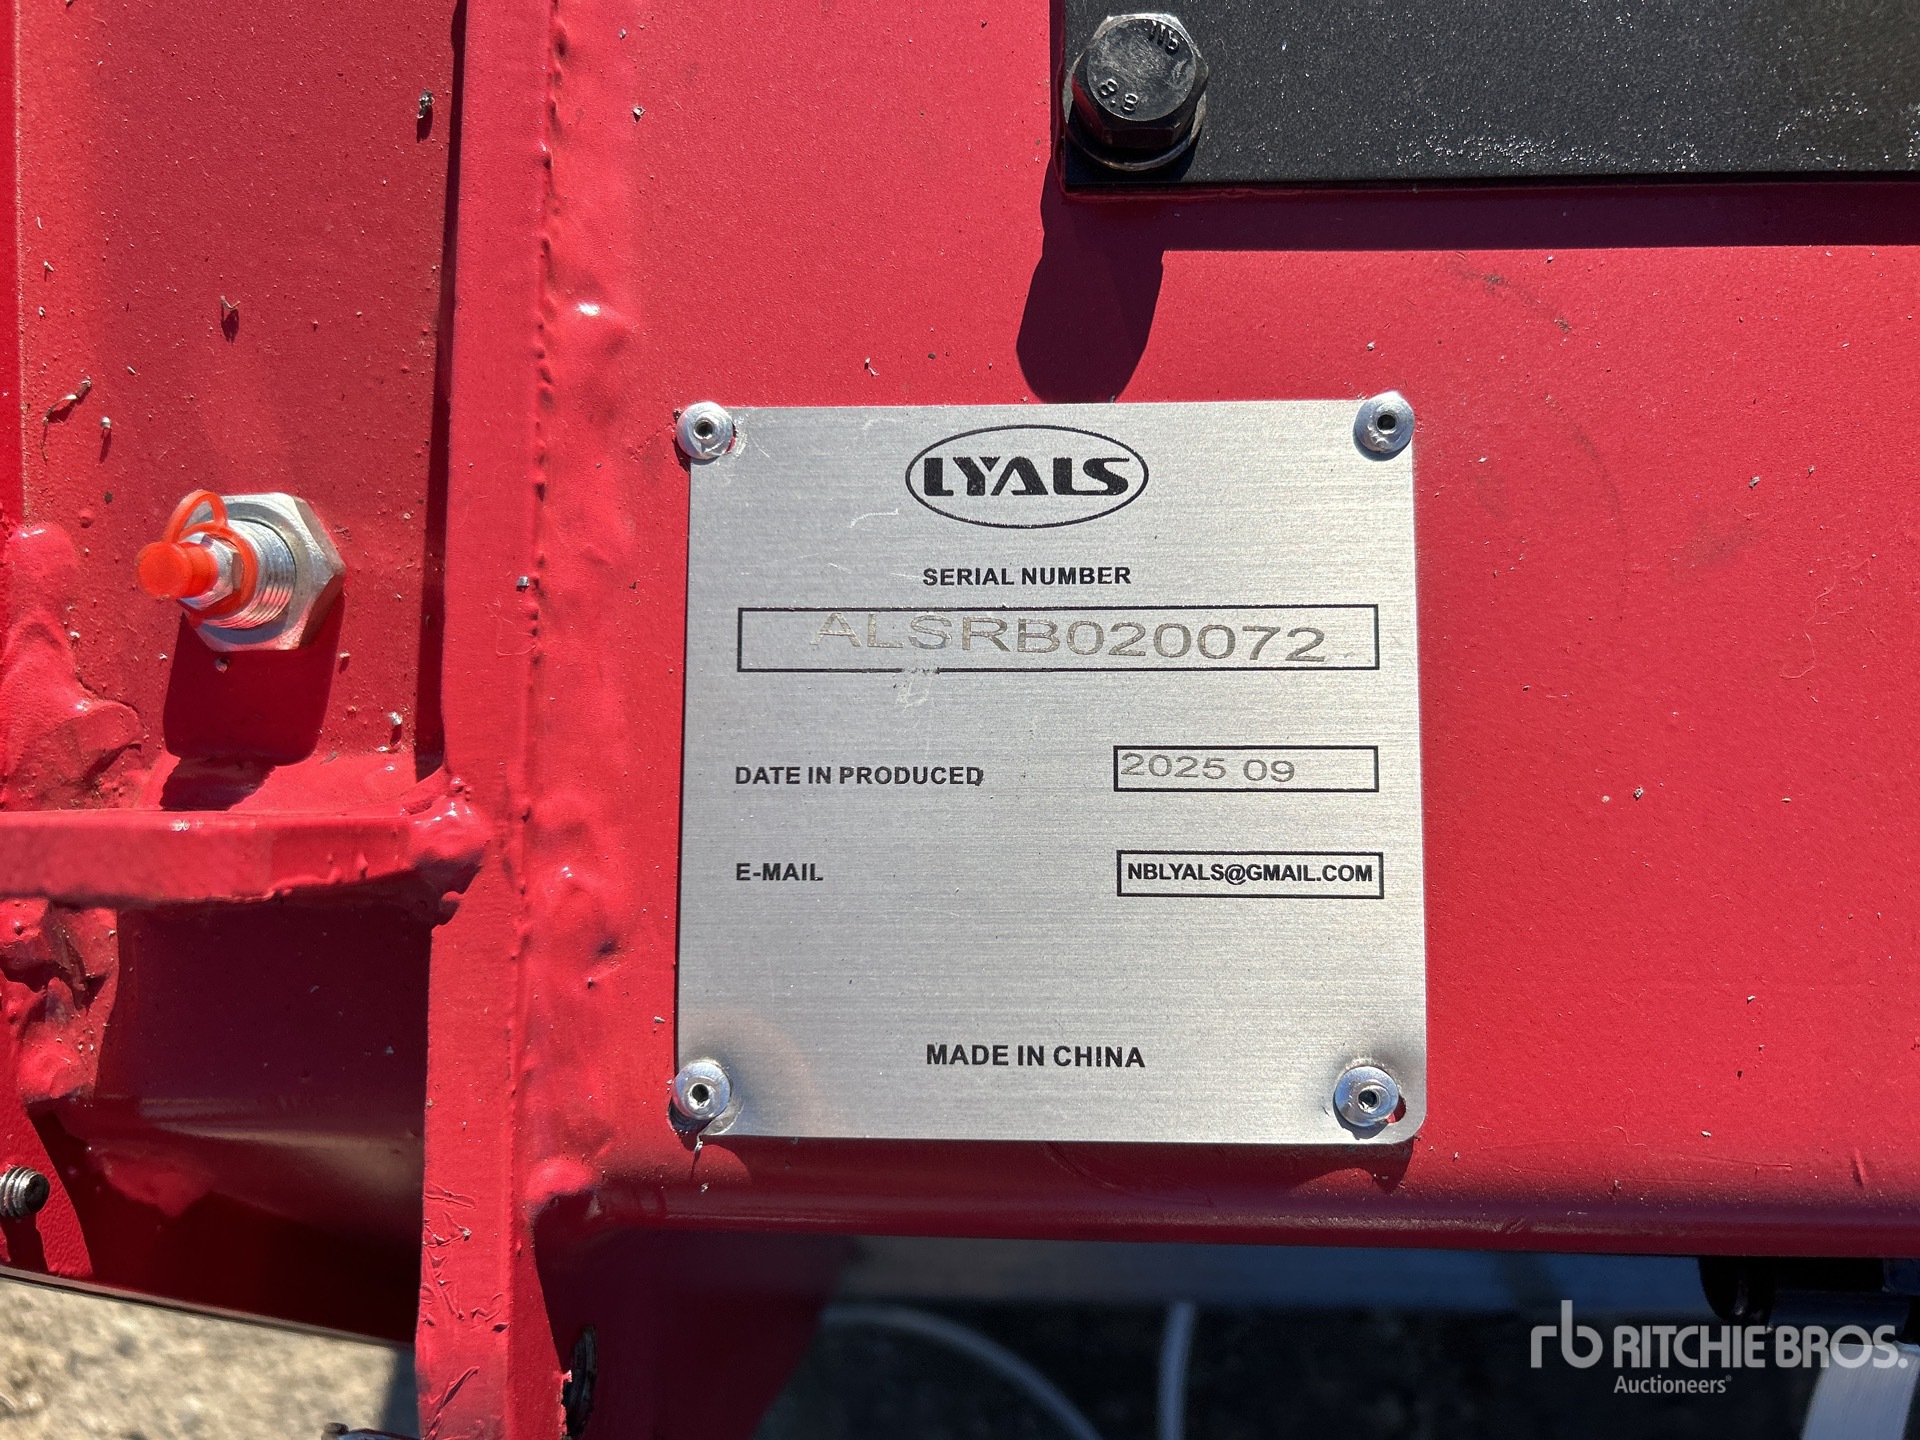 8.8
LYALS
SERIAL NUMBER
ALSRB020072
DATE IN PRODUCED
2025 09
E-MAIL
NBLYALS@GMAIL.COM
MADE IN CHINA
rb RITCHIE BROS.
Auctioneers®